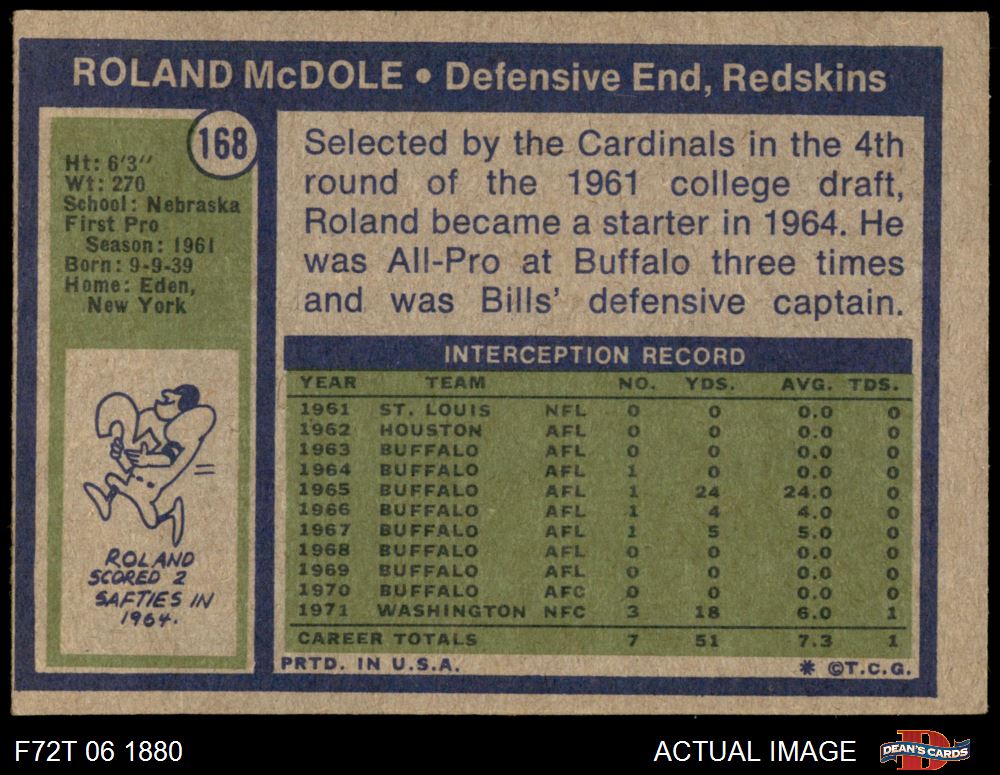 ROLAND McDOLE • Defensive End, Redskins
168
Ht: 6'3"
Wt: 270
School: Nebraska
First Pro
Season: 1961
Born: 9-9-39
Home: Eden,
New York
Selected by the Cardinals in the 4th
round of the 1961 college draft,
Roland became a starter in 1964. He
was All-Pro at Buffalo three times
and was Bills' defensive captain.
ROLAND
SCORED 2
SAFTIES IN
1964.
INTERCEPTION RECORD
YEAR TEAM NO. YDS. AVG. TDS.
1961 ST. LOUIS NFL 0 0 0.0 0
1962 HOUSTON AFL 0 0 0.0 0
1963 BUFFALO AFL 0 0 0.0 0
1964 BUFFALO AFL 1 0 0.0 0
1965 BUFFALO AFL 1 24 24.0 0
1966 BUFFALO AFL 1 4 4.0 0
1967 BUFFALO AFL 1 5 5.0 0
1968 BUFFALO AFL 0 0 0.0 0
1969 BUFFALO AFL 0 0 0.0 0
1970 BUFFALO AFC 0 0 0.0 0
1971 WASHINGTON NFC 3 18 6.0 1
CAREER TOTALS 7 51 7.3 1
PRTD. IN U.S.A. * ©T.C.G.
F72T 06 1880 ACTUAL IMAGE DEAN'S CARDS